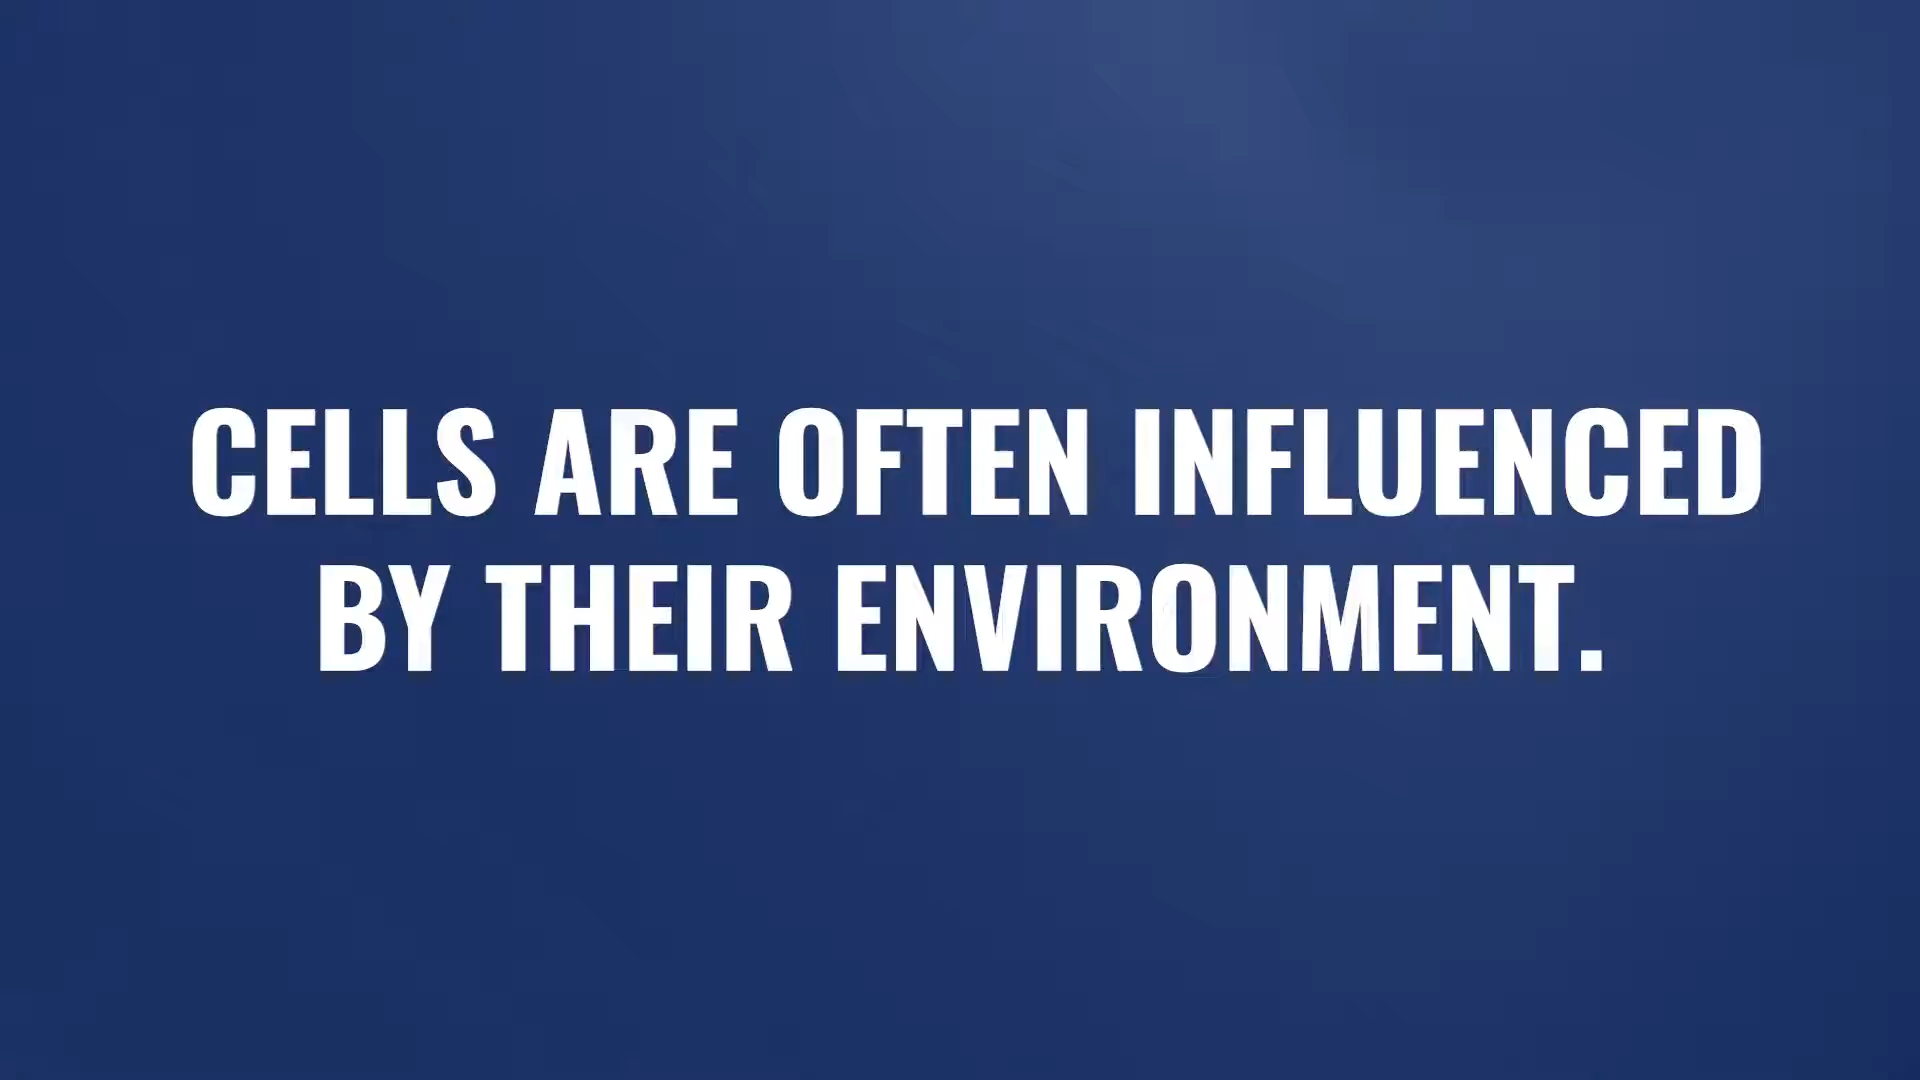 CELLS ARE OFTEN INFLUENCED
BY THEIR ENVIRONMENT.